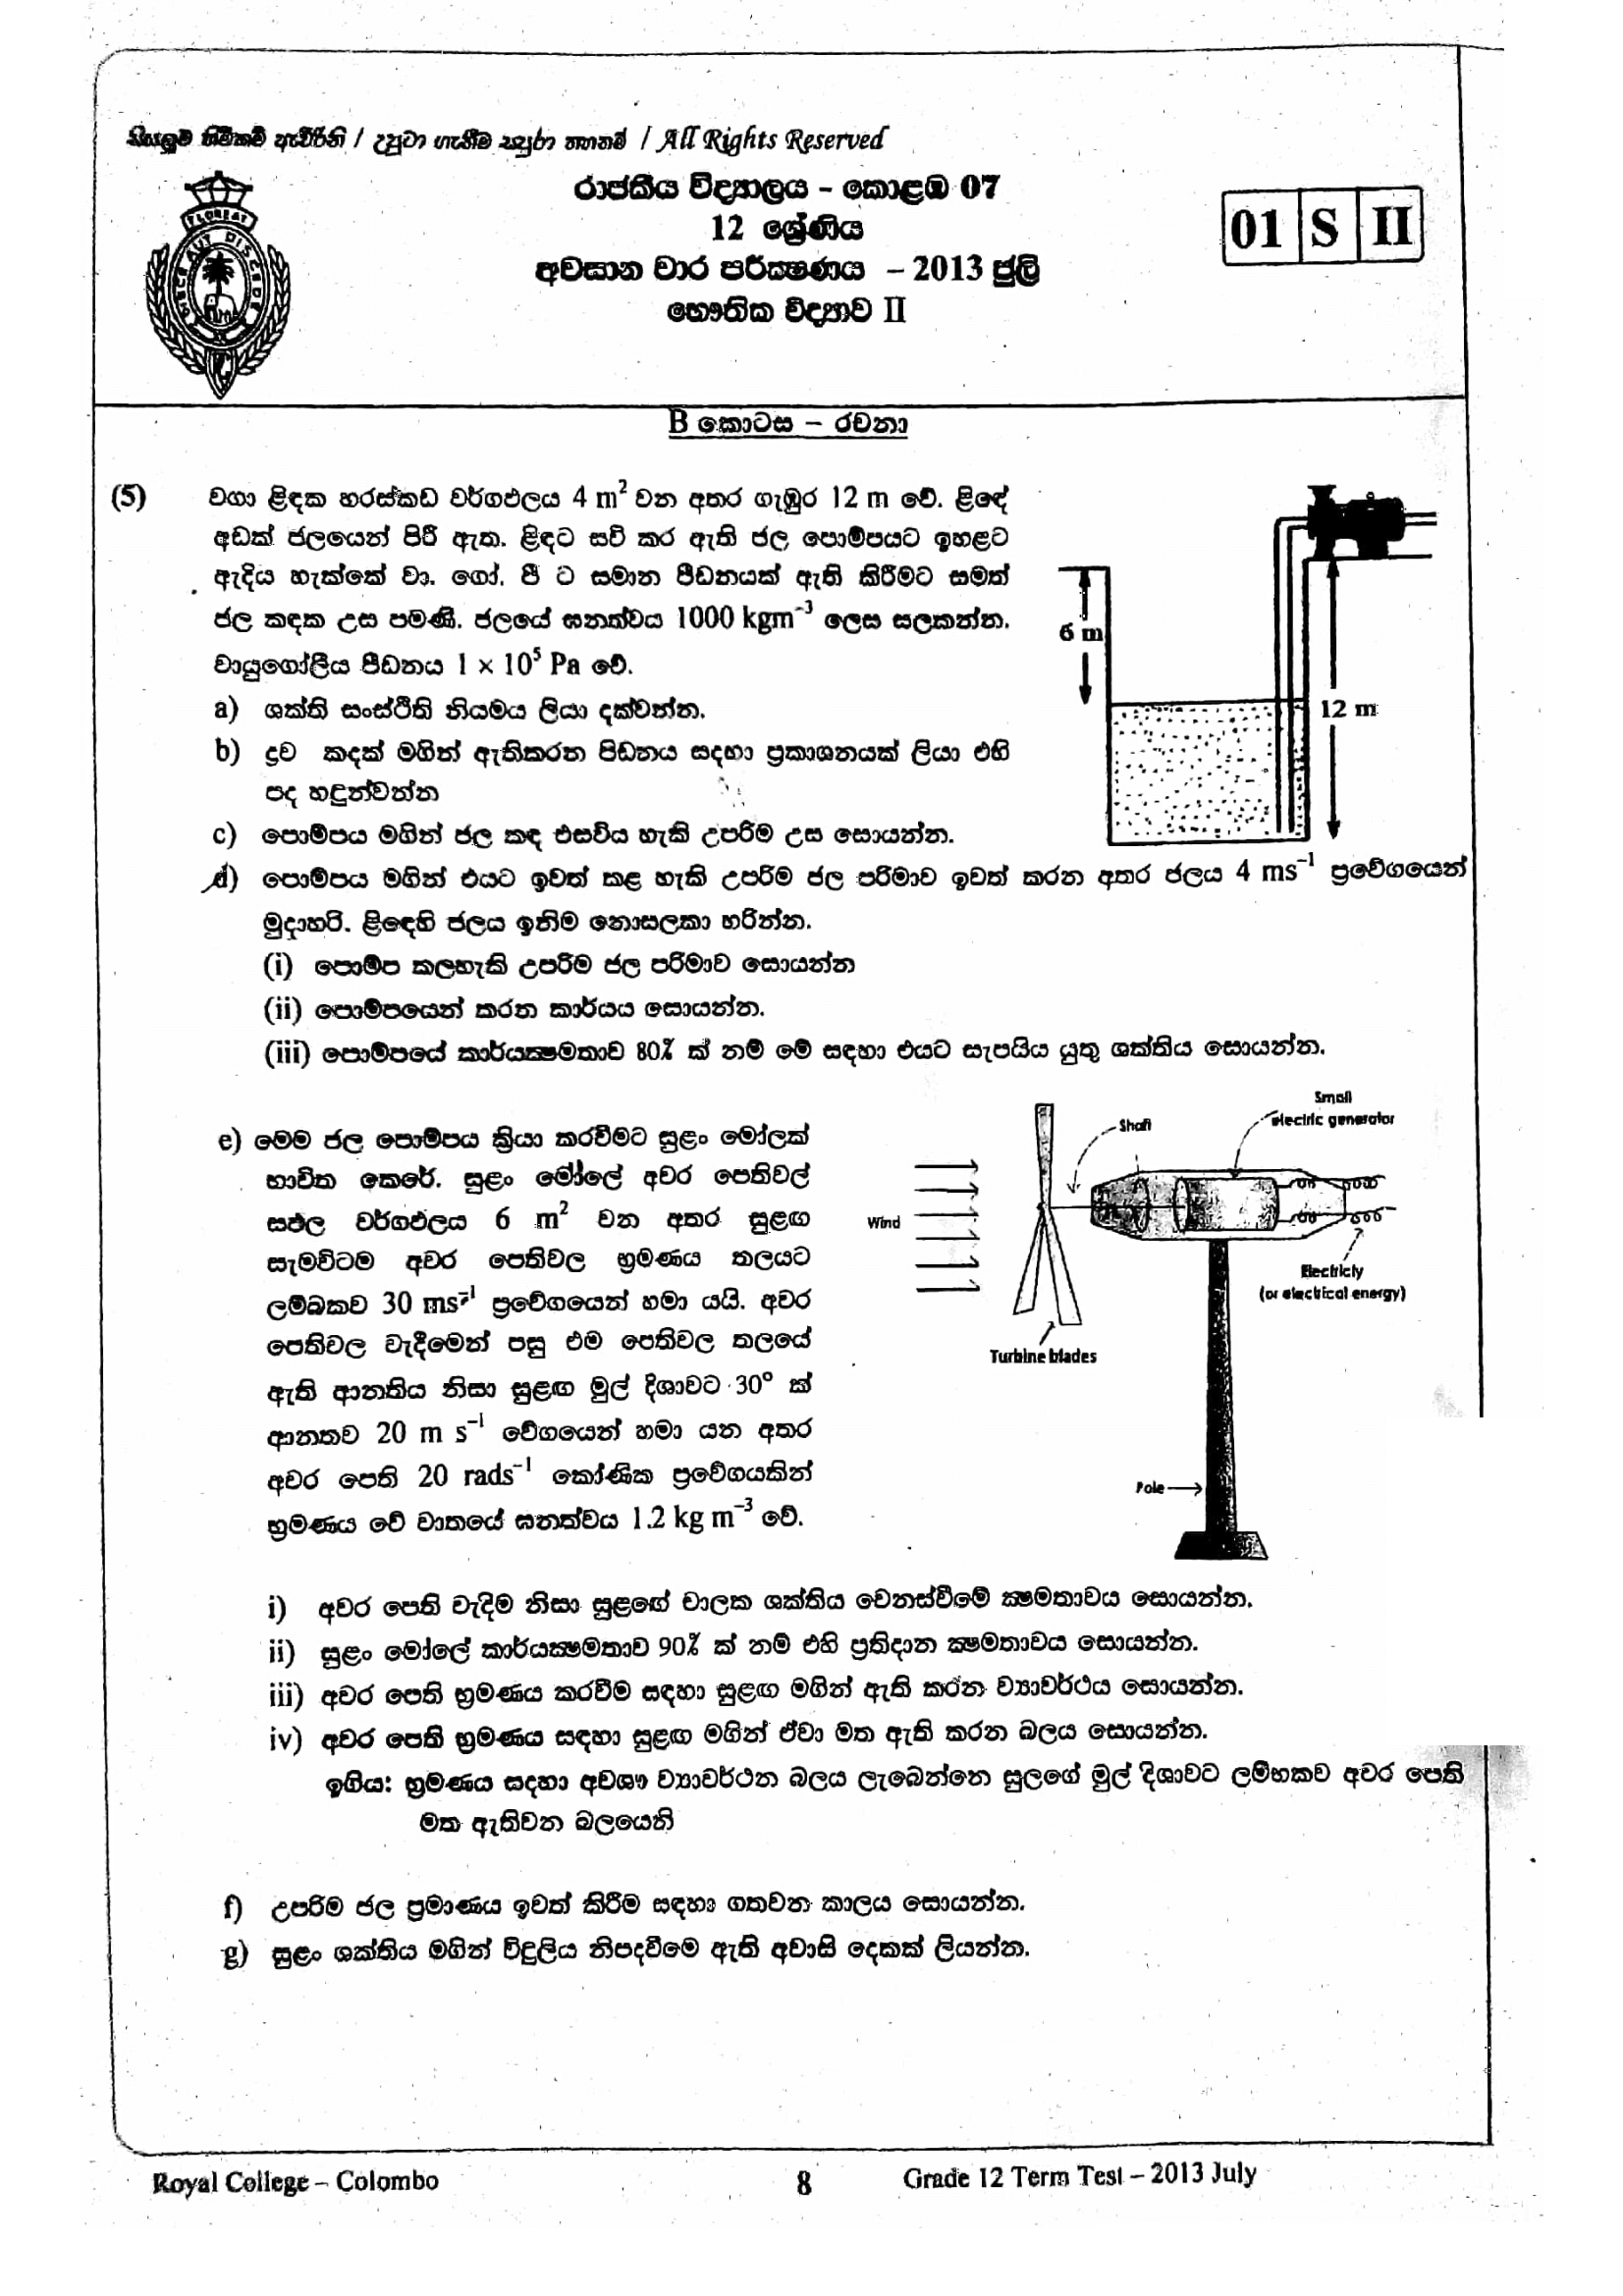 සියලුම හිමිකම් ඇවිරිනි / උපුටා ගැනීම සපුරා තහනම් / All Rights Reserved
රාජකීය විද්‍යාලය - කොළඹ 07
12 ශ්‍රේණිය
අවසාන වාර පරීක්ෂණය - 2013 ජූලි
භෞතික විද්‍යාව II
01 S II
B කොටස – රචනා
(5) වගා ළිඳක හරස්කඩ වර්ගඵලය 4 m² වන අතර ගැඹුර 12 m වේ. ළිඳේ
අඩක් ජලයෙන් පිරී ඇත. ළිඳට සවි කර ඇති ජල පොම්පයට ඉහළට
ඇදිය හැක්කේ වා. ගෝ. පී ට සමාන පීඩනයක් ඇති කිරීමට සමත්
ජල කඳක උස පමණි. ජලයේ ඝනත්වය 1000 kgm⁻³ ලෙස සලකන්න.
වායුගෝලීය පීඩනය 1 × 10⁵ Pa වේ.
6 m
12 m
a) ශක්ති සංස්ථිති නියමය ලියා දක්වන්න.
b) ද්‍රව කඳක් මගින් ඇතිකරන පිඩනය සඳහා ප්‍රකාශනයක් ලියා එහි
පද හඳුන්වන්න
c) පොම්පය මගින් ජල කඳ එසවිය හැකි උපරිම උස සොයන්න.
d) පොම්පය මගින් එයට ඉවත් කළ හැකි උපරිම ජල පරිමාව ඉවත් කරන අතර ජලය 4 ms⁻¹ ප්‍රවේගයෙන්
මුදාහරි. ළිඳෙහි ජලය ඉනිම නොසලකා හරින්න.
(i) පොම්ප කලහැකි උපරිම ජල පරිමාව සොයන්න
(ii) පොම්පයෙන් කරන කාර්යය සොයන්න.
(iii) පොම්පයේ කාර්යක්ෂමතාව 80% ක් නම් මේ සඳහා එයට සැපයිය යුතු ශක්තිය සොයන්න.
e) මෙම ජල පොම්පය ක්‍රියා කරවීමට සුළං මෝලක්
භාවිත කෙරේ. සුළං මෝලේ අවර පෙතිවල්
සඵල වර්ගඵලය 6 m² වන අතර සුළඟ
සැමවිටම අවර පෙතිවල භ්‍රමණය තලයට
ලම්බකව 30 ms⁻¹ ප්‍රවේගයෙන් හමා යයි. අවර
පෙතිවල වැදීමෙන් පසු එම පෙතිවල තලයේ
ඇති ආනතිය නිසා සුළඟ මුල් දිශාවට 30° ක්
ආනතව 20 m s⁻¹ වේගයෙන් හමා යන අතර
අවර පෙති 20 rads⁻¹ කෝණික ප්‍රවේගයකින්
භ්‍රමණය වේ වාතයේ ඝනත්වය 1.2 kg m⁻³ වේ.
Wind
Shaft
Small
electric generator
Electricity
(or electrical energy)
Turbine blades
Pole
i) අවර පෙති වැදීම නිසා සුළඟේ චාලක ශක්තිය වෙනස්වීමේ ක්ෂමතාවය සොයන්න.
ii) සුළං මෝලේ කාර්යක්ෂමතාව 90% ක් නම් එහි ප්‍රතිදාන ක්ෂමතාවය සොයන්න.
iii) අවර පෙති භ්‍රමණය කරවීම සඳහා සුළඟ මගින් ඇති කරන ව්‍යාවර්ථය සොයන්න.
iv) අවර පෙති භ්‍රමණය සඳහා සුළඟ මගින් ඒවා මත ඇති කරන බලය සොයන්න.
ඉගිය: භ්‍රමණය සඳහා අවශ්‍ය ව්‍යාවර්ථන බලය ලැබෙන්නෙ සුලගේ මුල් දිශාවට ලම්භකව අවර පෙති
මත ඇතිවන බලයෙනි
f) උපරිම ජල ප්‍රමාණය ඉවත් කිරීම සඳහා ගතවන කාලය සොයන්න.
g) සුළං ශක්තිය මගින් විදුලිය නිපදවීමෙ ඇති අවාසි දෙකක් ලියන්න.
Royal College – Colombo
8
Grade 12 Term Test – 2013 July